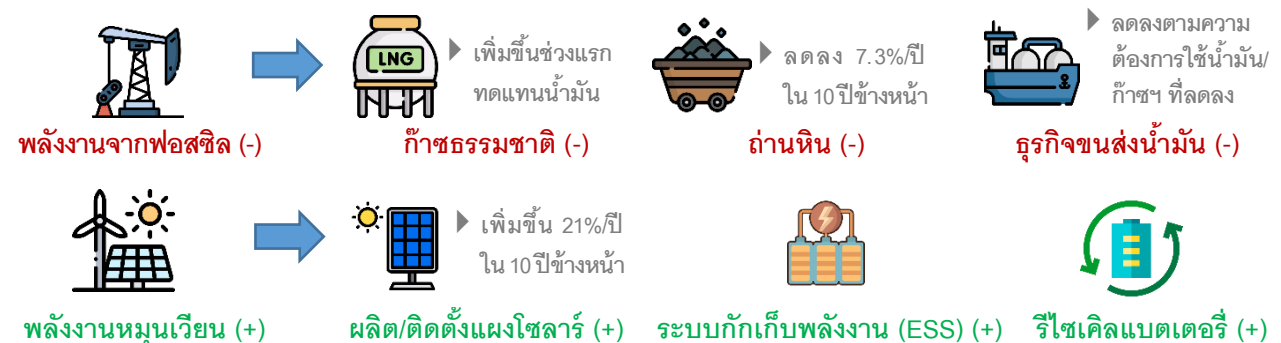 LNG
▶ เพิ่มขึ้นช่วงแรก
ทดแทนน้ำมัน
▶ ลดลง 7.3%/ปี
ใน 10 ปีข้างหน้า
▶ ลดลงตามความ
ต้องการใช้น้ำมัน/
ก๊าซฯ ที่ลดลง
พลังงานจากฟอสซิล (-)
ก๊าซธรรมชาติ (-)
ถ่านหิน (-)
ธุรกิจขนส่งน้ำมัน (-)
▶ เพิ่มขึ้น 21%/ปี
ใน 10 ปีข้างหน้า
พลังงานหมุนเวียน (+)
ผลิต/ติดตั้งแผงโซลาร์ (+)
ระบบกักเก็บพลังงาน (ESS) (+)
รีไซเคิลแบตเตอรี่ (+)